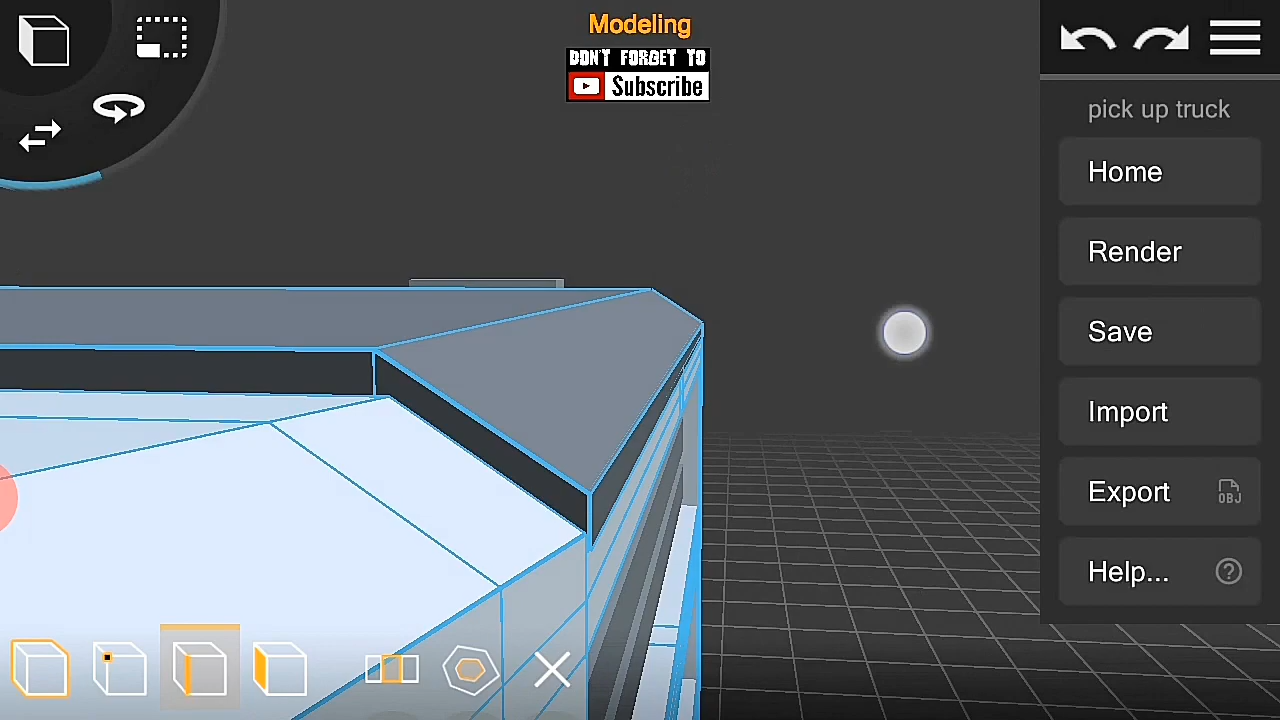 Modeling
DON'T FORGET TO
Subscribe
pick up truck
Home
Render
Save
Import
Export
OBJ
Help...
?